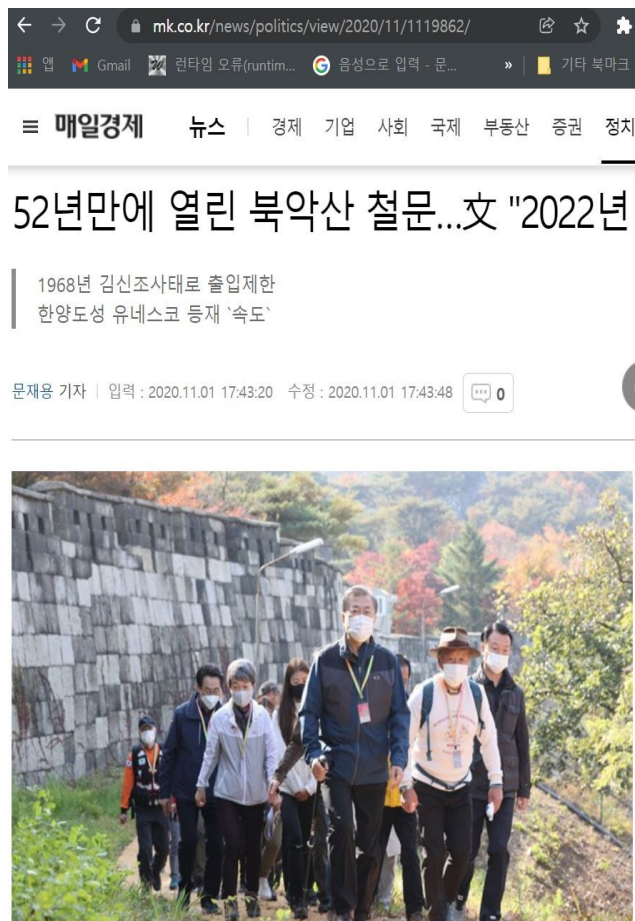 mk.co.kr/news/politics/view/2020/11/1119862/
앱 Gmail 런타임 오류(runtim... 음성으로 입력 - 문... » 기타 북마크
매일경제 뉴스 경제 기업 사회 국제 부동산 증권 정치
52년만에 열린 북악산 철문...文 "2022년
1968년 김신조사태로 출입제한
한양도성 유네스코 등재 `속도`
문재용 기자 입력 : 2020.11.01 17:43:20 수정 : 2020.11.01 17:43:48 0